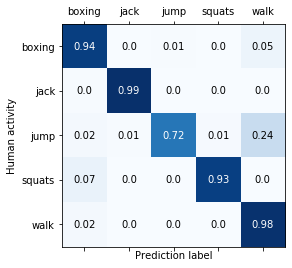 boxing jack jump squats walk
boxing 0.94 0.0 0.01 0.0 0.05
jack 0.0 0.99 0.0 0.0 0.0
jump 0.02 0.01 0.72 0.01 0.24
squats 0.07 0.0 0.0 0.93 0.0
walk 0.02 0.0 0.0 0.0 0.98
Human activity
Prediction label